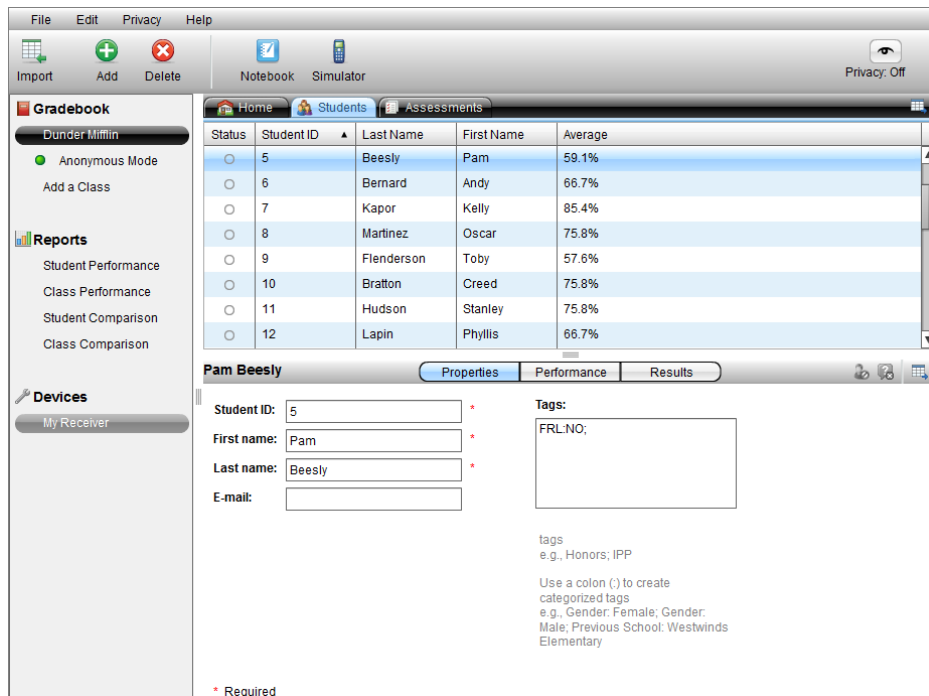 File Edit Privacy Help
Import Add Delete Notebook Simulator Privacy: Off
Gradebook
Dunder Mifflin
Anonymous Mode
Add a Class
Reports
Student Performance
Class Performance
Student Comparison
Class Comparison
Devices
My Receiver
Home Students Assessments
Status Student ID Last Name First Name Average
5 Beesly Pam 59.1%
6 Bernard Andy 66.7%
7 Kapor Kelly 85.4%
8 Martinez Oscar 75.8%
9 Flenderson Toby 57.6%
10 Bratton Creed 75.8%
11 Hudson Stanley 75.8%
12 Lapin Phyllis 66.7%
Pam Beesly Properties Performance Results
Student ID: 5 *
First name: Pam *
Last name: Beesly *
E-mail:
Tags:
FRL:NO;
tags
e.g., Honors; IPP
Use a colon (:) to create
categorized tags
e.g., Gender: Female; Gender:
Male; Previous School: Westwinds
Elementary
* Required